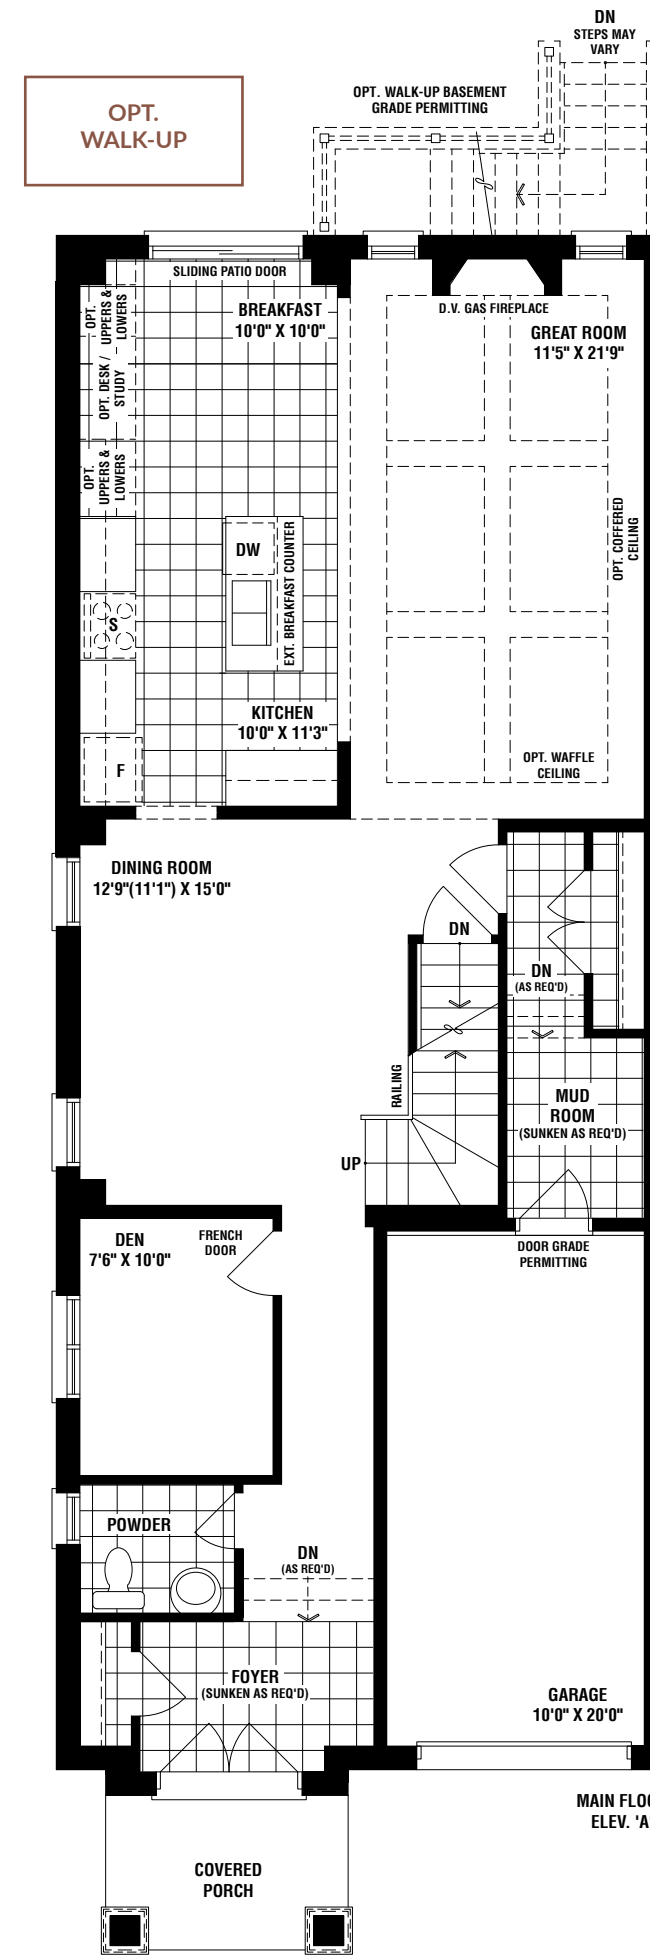 DN
STEPS MAY
VARY
OPT. WALK-UP BASEMENT
GRADE PERMITTING
OPT.
WALK-UP
SLIDING PATIO DOOR
OPT.
UPPERS &
LOWERS
BREAKFAST
10'0" X 10'0"
D.V. GAS FIREPLACE
GREAT ROOM
11'5" X 21'9"
OPT. DESK /
STUDY
OPT.
UPPERS &
LOWERS
DW
EXT. BREAKFAST COUNTER
OPT. COFFERED
CEILING
S
KITCHEN
10'0" X 11'3"
F
OPT. WAFFLE
CEILING
DINING ROOM
12'9"(11'1") X 15'0"
DN
DN
(AS REQ'D)
RAILING
MUD
ROOM
(SUNKEN AS REQ'D)
UP
DEN
7'6" X 10'0"
FRENCH
DOOR
DOOR GRADE
PERMITTING
POWDER
DN
(AS REQ'D)
FOYER
(SUNKEN AS REQ'D)
GARAGE
10'0" X 20'0"
MAIN FLO
ELEV. 'A
COVERED
PORCH